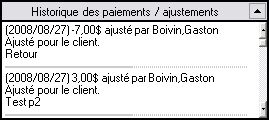 Historique des paiements / ajustements
(2008/08/27) -7,00$ ajusté par Boivin,Gaston
Ajusté pour le client.
Retour
(2008/08/27) 3,00$ ajusté par Boivin,Gaston
Ajusté pour le client.
Test p2